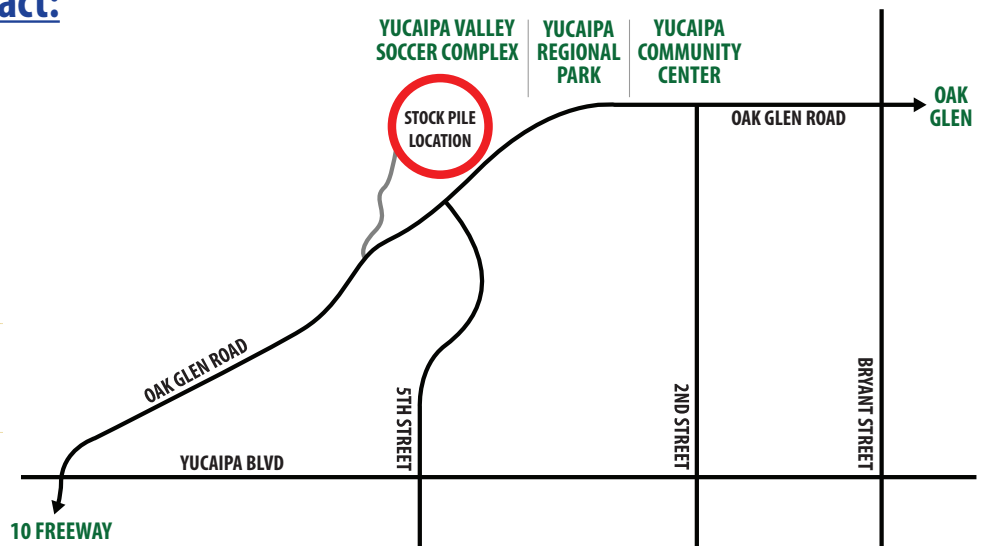 act:
YUCAIPA VALLEY
SOCCER COMPLEX
YUCAIPA
REGIONAL
PARK
YUCAIPA
COMMUNITY
CENTER
STOCK PILE
LOCATION
OAK GLEN ROAD
OAK
GLEN
OAK GLEN ROAD
5TH STREET
2ND STREET
BRYANT STREET
YUCAIPA BLVD
10 FREEWAY